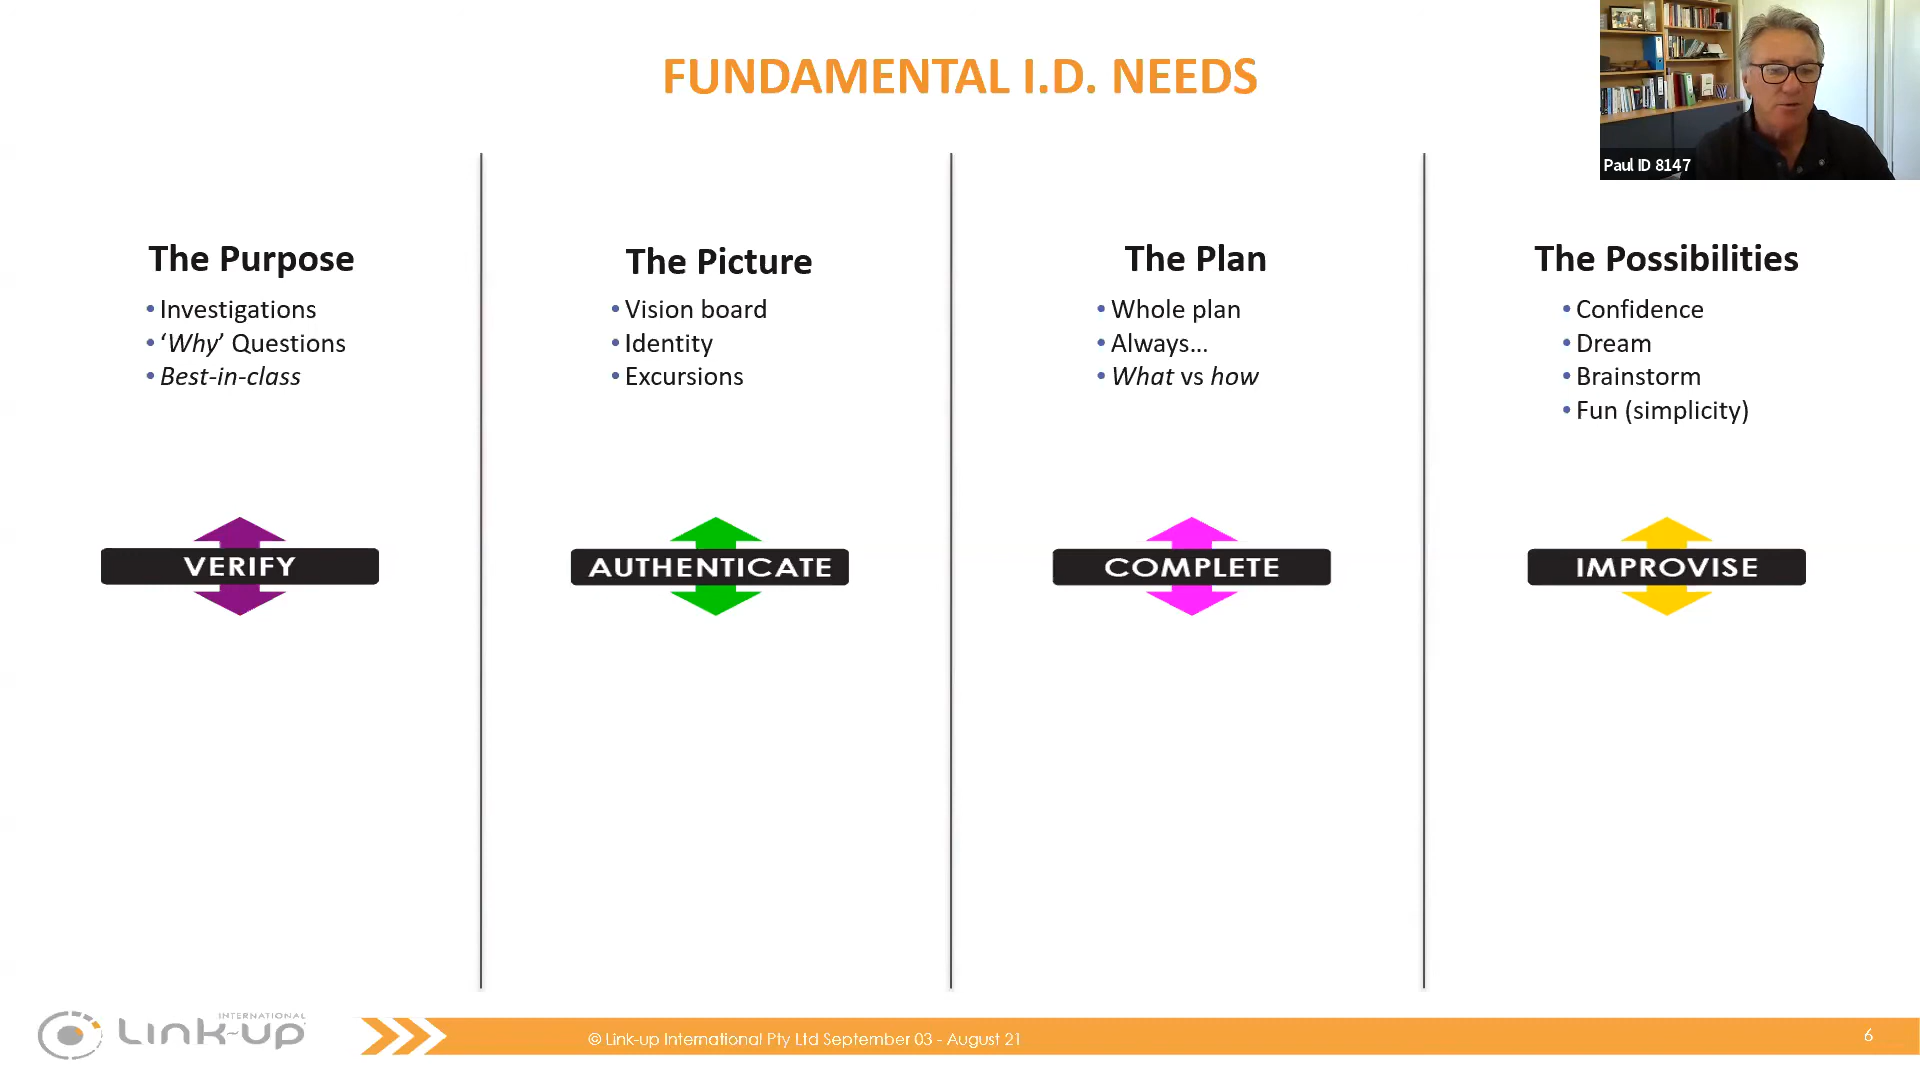 FUNDAMENTAL I.D. NEEDS
Paul ID 8147
The Purpose
• Investigations
• ‘Why’ Questions
• Best-in-class
VERIFY
The Picture
• Vision board
• Identity
• Excursions
AUTHENTICATE
The Plan
• Whole plan
• Always...
• What vs how
COMPLETE
The Possibilities
• Confidence
• Dream
• Brainstorm
• Fun (simplicity)
IMPROVISE
INTERNATIONAL
Link-up
© Link-up International Pty Ltd September 03 - August 21
6